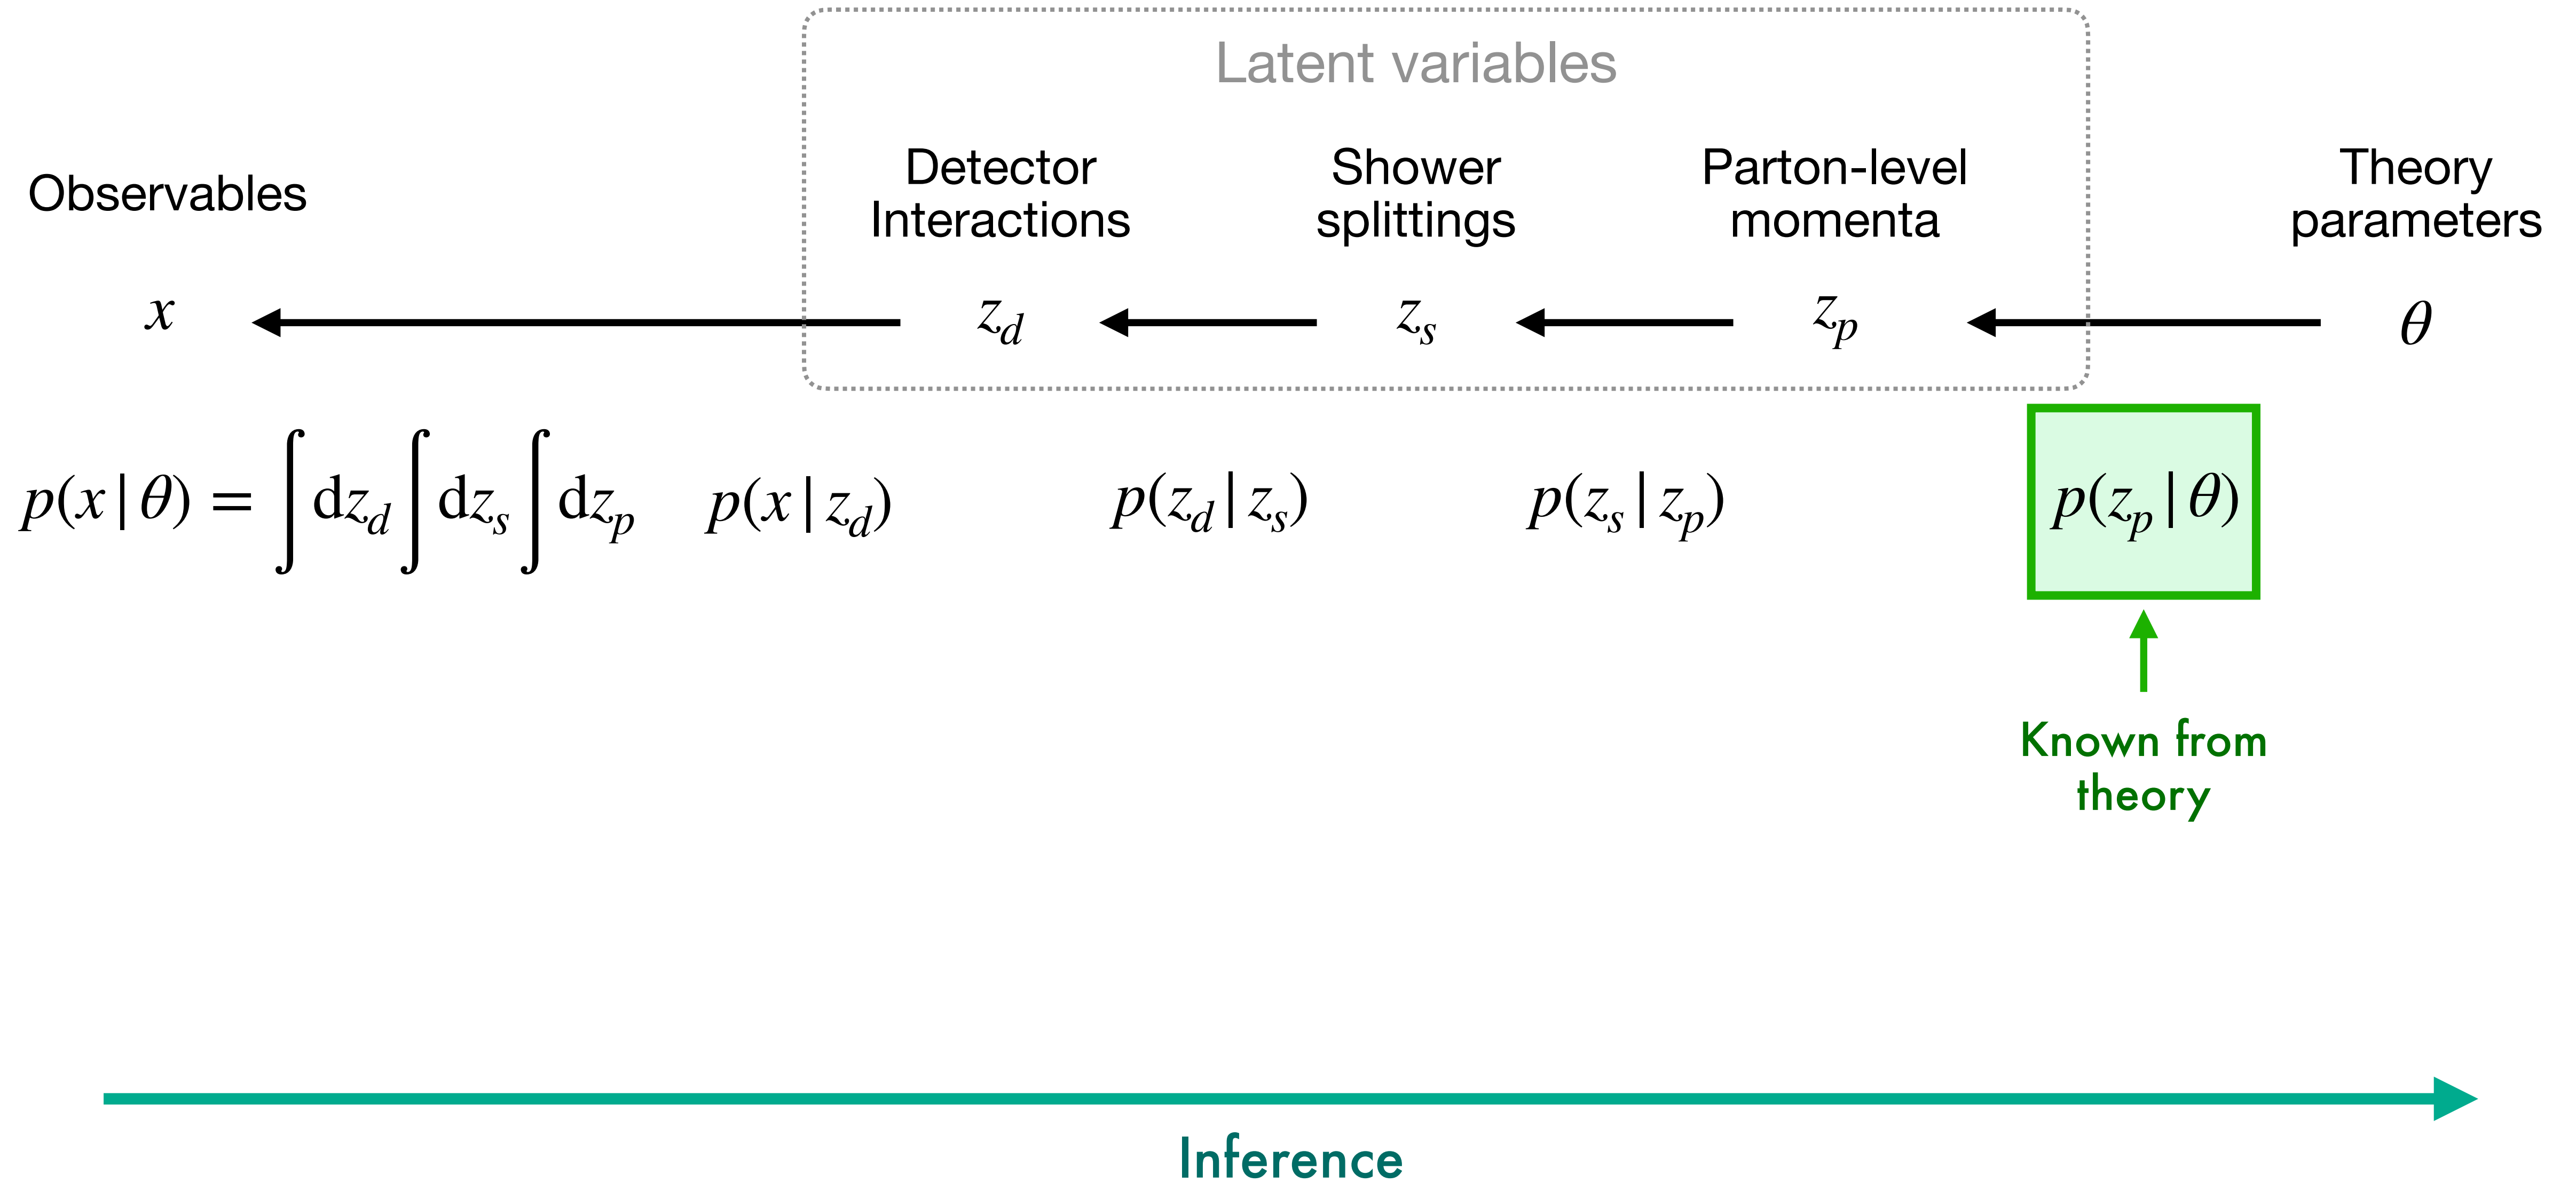 Latent variables
Observables
Detector
Interactions
Shower
splittings
Parton-level
momenta
Theory
parameters
x
z_d
z_s
z_p
θ
p(x|θ) = ∫dz_d ∫dz_s ∫dz_p p(x|z_d) p(z_d|z_s) p(z_s|z_p) p(z_p|θ)
Known from
theory
Inference